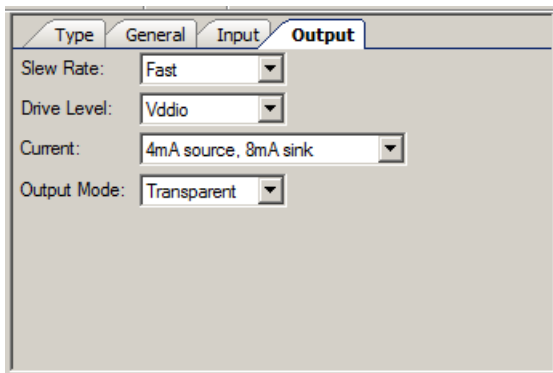 Type General Input Output
Slew Rate: Fast
Drive Level: Vddio
Current: 4mA source, 8mA sink
Output Mode: Transparent